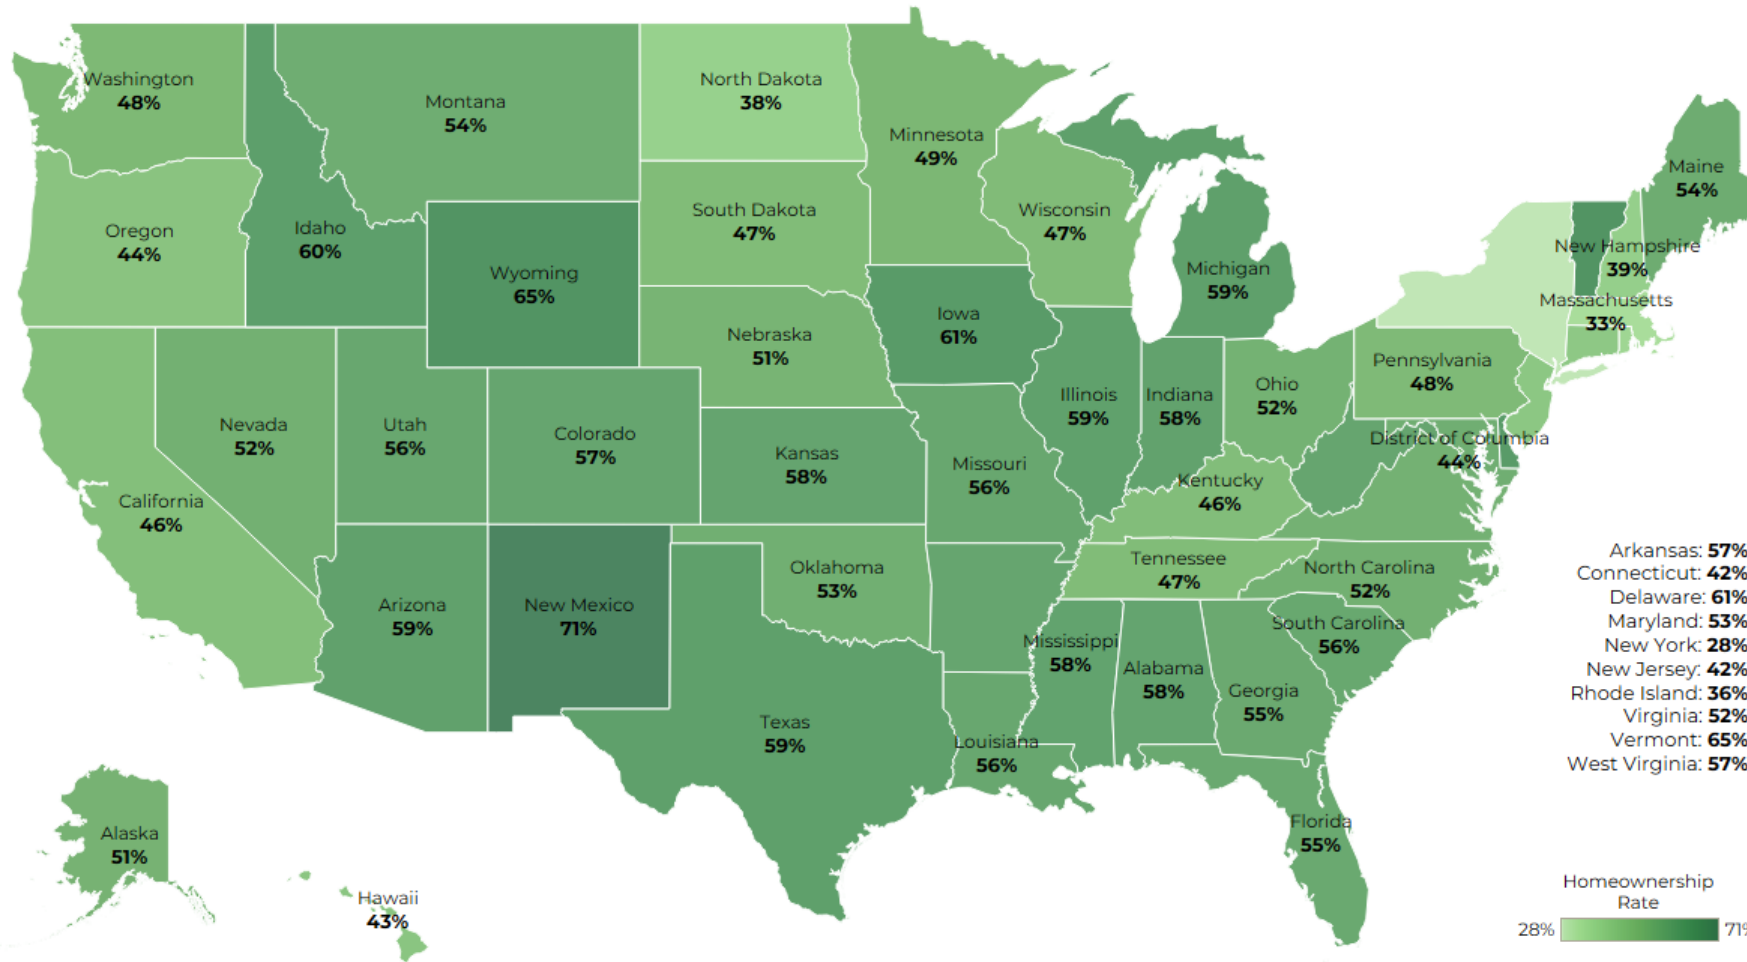 Washington
48%
Montana
54%
North Dakota
38%
Minnesota
49%
Maine
54%
Oregon
44%
Idaho
60%
Wyoming
65%
South Dakota
47%
Wisconsin
47%
Michigan
59%
New Hampshire
39%
Massachusetts
33%
Nebraska
51%
Iowa
61%
Pennsylvania
48%
Nevada
52%
Utah
56%
Colorado
57%
Kansas
58%
Missouri
56%
Illinois
59%
Indiana
58%
Ohio
52%
District of Columbia
44%
California
46%
Kentucky
46%
Tennessee
47%
North Carolina
52%
Arizona
59%
New Mexico
71%
Oklahoma
53%
South Carolina
56%
Mississippi
58%
Alabama
58%
Georgia
55%
Texas
59%
Louisiana
56%
Florida
55%
Alaska
51%
Hawaii
43%
Arkansas: 57%
Connecticut: 42%
Delaware: 61%
Maryland: 53%
New York: 28%
New Jersey: 42%
Rhode Island: 36%
Virginia: 52%
Vermont: 65%
West Virginia: 57%
Homeownership
Rate
28% 71%